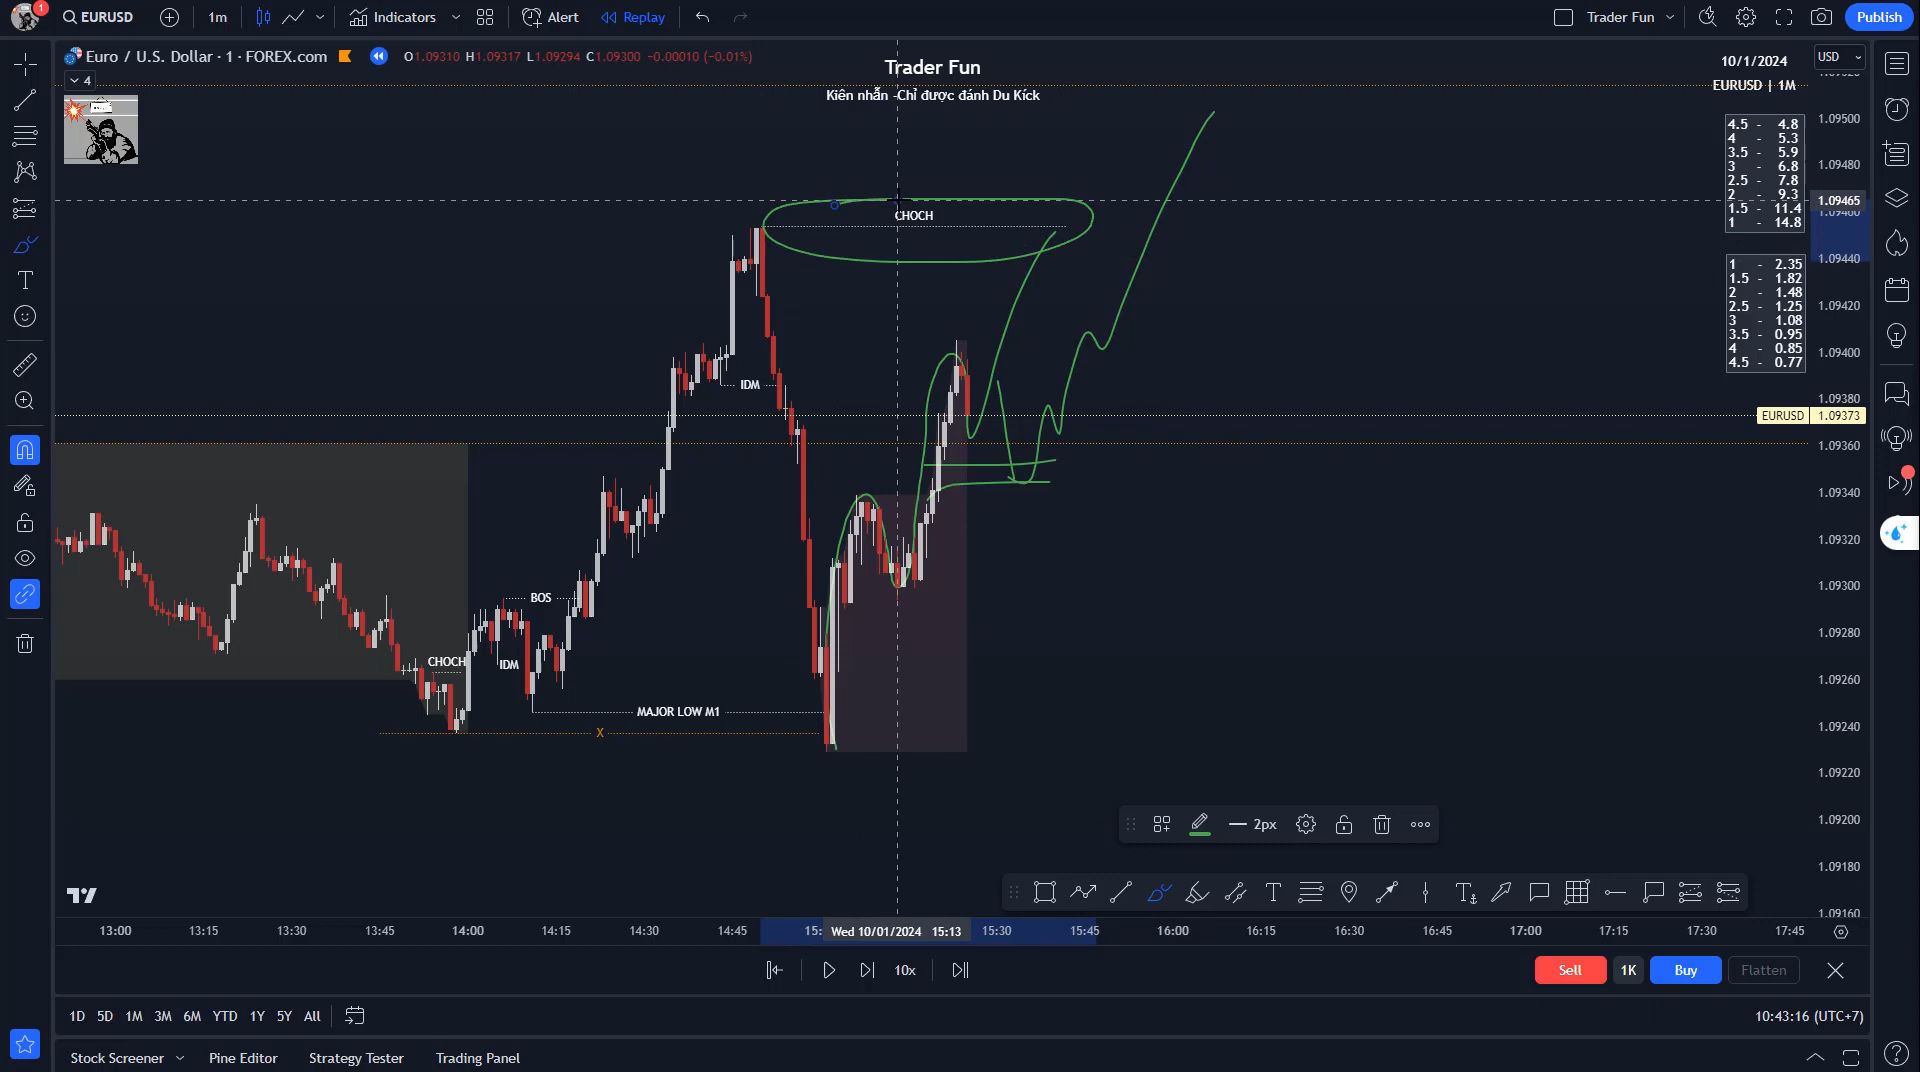 1
EURUSD
1m
Indicators
Alert
Replay
Trader Fun
Publish
Euro / U.S. Dollar · 1 · FOREX.com
O1.09310 H1.09317 L1.09294 C1.09300 -0.00010 (-0.01%)
4
Trader Fun
Kiên nhẫn -Chỉ được đánh Du Kích
10/1/2024
EURUSD | 1M
USD
4.5 - 4.8
4 - 5.3
3.5 - 5.9
3 - 6.8
2.5 - 7.8
2 - 9.3
1.5 - 11.4
1 - 14.8
1 - 2.35
1.5 - 1.82
2 - 1.48
2.5 - 1.25
3 - 1.08
3.5 - 0.95
4 - 0.85
4.5 - 0.77
1.09500
1.09480
1.09465
1.09460
1.09440
1.09420
1.09400
1.09380
EURUSD 1.09373
1.09360
1.09340
1.09320
1.09300
1.09280
1.09260
1.09240
1.09220
1.09200
1.09180
1.09160
CHOCH
IDM
BOS
CHOCH
IDM
MAJOR LOW M1
X
2px
13:00 13:15 13:30 13:45 14:00 14:15 14:30 14:45 15: Wed 10/01/2024 15:13 15:30 15:45 16:00 16:15 16:30 16:45 17:00 17:15 17:30 17:45
10x
Sell
1K
Buy
Flatten
1D 5D 1M 3M 6M YTD 1Y 5Y All
10:43:16 (UTC+7)
Stock Screener
Pine Editor
Strategy Tester
Trading Panel